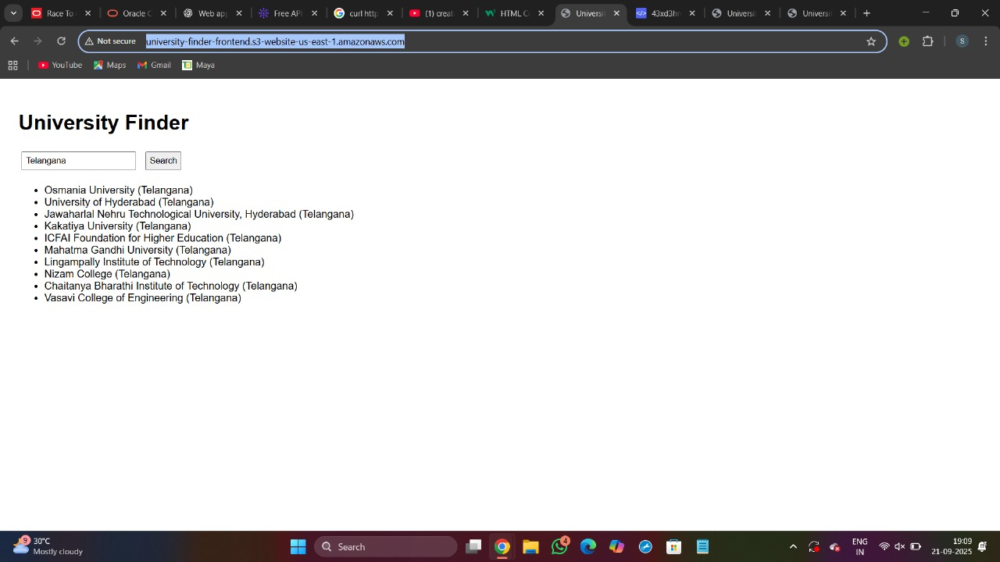 Race To
Oracle C
Web app
Free API
curl http
(1) creat
HTML C
Universi
43xd3hn
Universi
Universi
Not secure
university-finder-frontend.s3-website-us-east-1.amazonaws.com
S
YouTube
Maps
Gmail
Maya
University Finder
Telangana
Search
Osmania University (Telangana)
University of Hyderabad (Telangana)
Jawaharlal Nehru Technological University, Hyderabad (Telangana)
Kakatiya University (Telangana)
ICFAI Foundation for Higher Education (Telangana)
Mahatma Gandhi University (Telangana)
Lingampally Institute of Technology (Telangana)
Nizam College (Telangana)
Chaitanya Bharathi Institute of Technology (Telangana)
Vasavi College of Engineering (Telangana)
9
30°C
Mostly cloudy
Search
4
ENG
IN
19:09
21-09-2025